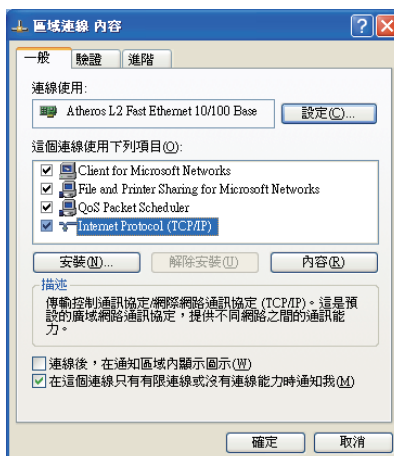 區域連線 內容
一般 驗證 進階
連線使用:
Atheros L2 Fast Ethernet 10/100 Base 設定(C)...
這個連線使用下列項目(O):
Client for Microsoft Networks
File and Printer Sharing for Microsoft Networks
QoS Packet Scheduler
Internet Protocol (TCP/IP)
安裝(N)... 解除安裝(U) 內容(R)
描述
傳輸控制通訊協定/網際網路通訊協定 (TCP/IP)。這是預
設的廣域網路通訊協定，提供不同網路之間的通訊能
力。
連線後，在通知區域內顯示圖示(W)
在這個連線只有有限連線或沒有連線能力時通知我(M)
確定 取消